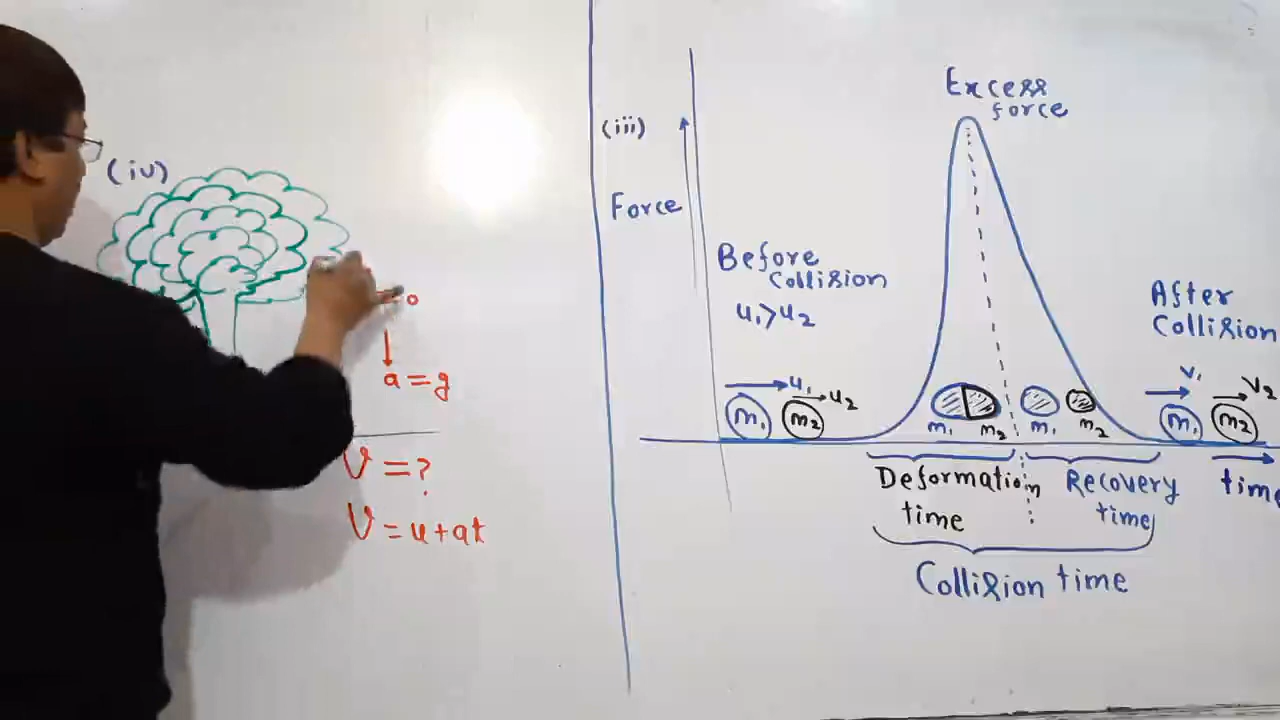 (iv)
= 0
a = g
V = ?
V = u + at
(iii)
Excess
force
Force
Before
Collision
u₁ > u₂
After
Collision
u₁
u₂
V₁
V₂
m₁
m₂
m₁
m₂
m₁
m₂
m₁
m₂
Deformation
time
Recovery
time
time
Collision time